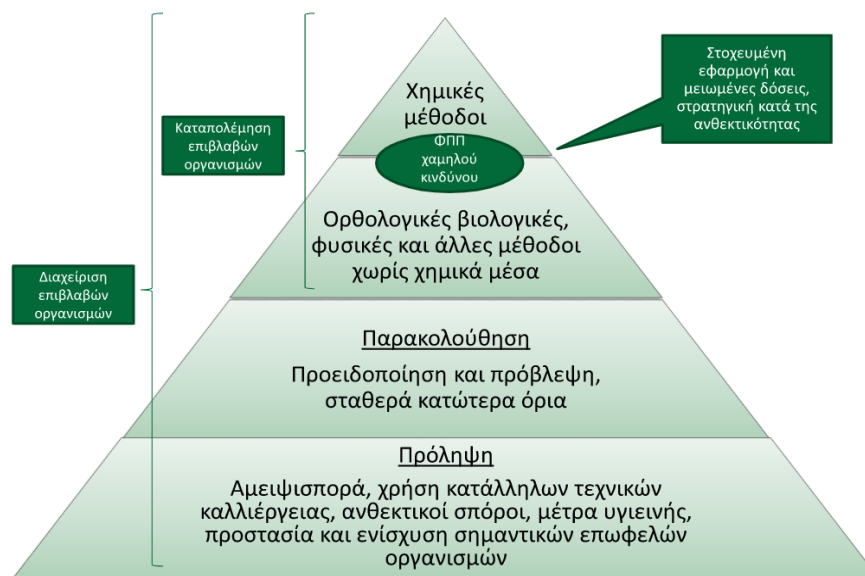 Χημικές
μέθοδοι
ΦΠΠ
χαμηλού
κινδύνου
Στοχευμένη
εφαρμογή και
μειωμένες δόσεις,
στρατηγική κατά της
ανθεκτικότητας
Καταπολέμηση
επιβλαβών
οργανισμών
Ορθολογικές βιολογικές,
φυσικές και άλλες μέθοδοι
χωρίς χημικά μέσα
Διαχείριση
επιβλαβών
οργανισμών
Παρακολούθηση
Προειδοποίηση και πρόβλεψη,
σταθερά κατώτερα όρια
Πρόληψη
Αμειψισπορά, χρήση κατάλληλων τεχνικών
καλλιέργειας, ανθεκτικοί σπόροι, μέτρα υγιεινής,
προστασία και ενίσχυση σημαντικών επωφελών
οργανισμών